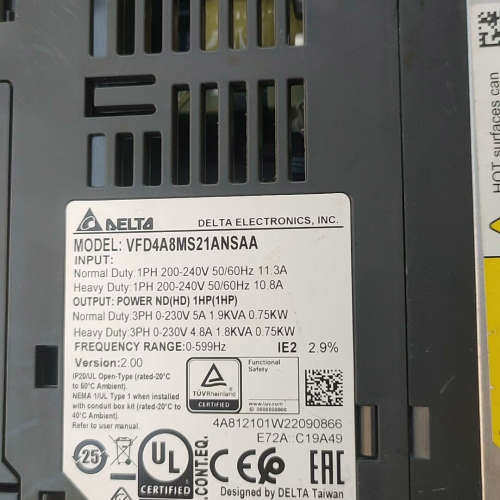 DELTA DELTA ELECTRONICS, INC.
MODEL: VFD4A8MS21ANSAA
INPUT:
Normal Duty:1PH 200-240V 50/60Hz 11.3A
Heavy Duty:1PH 200-240V 50/60Hz 10.8A
OUTPUT: POWER ND(HD) 1HP(1HP)
Normal Duty:3PH 0-230V 5A 1.9KVA 0.75KW
Heavy Duty:3PH 0-230V 4.8A 1.8KVA 0.75KW
FREQUENCY RANGE:0-599Hz IE2 2.9%
Version:2.00
IP20/UL Open-Type (rated-20°C
to 50°C Ambient).
NEMA 1/UL Type 1 when installed
with conduit box kit (rated-20°C to
40°C Ambient).
Refer to user manual.
TÜVRheinland
CERTIFIED
Functional
Safety
www.tuv.com
4A812101W22090866
E72A C19A49
25
UL
CERTIFIED
.CONT.EQ.
CE
EAC
Designed by DELTA Taiwan
HOT surfaces can